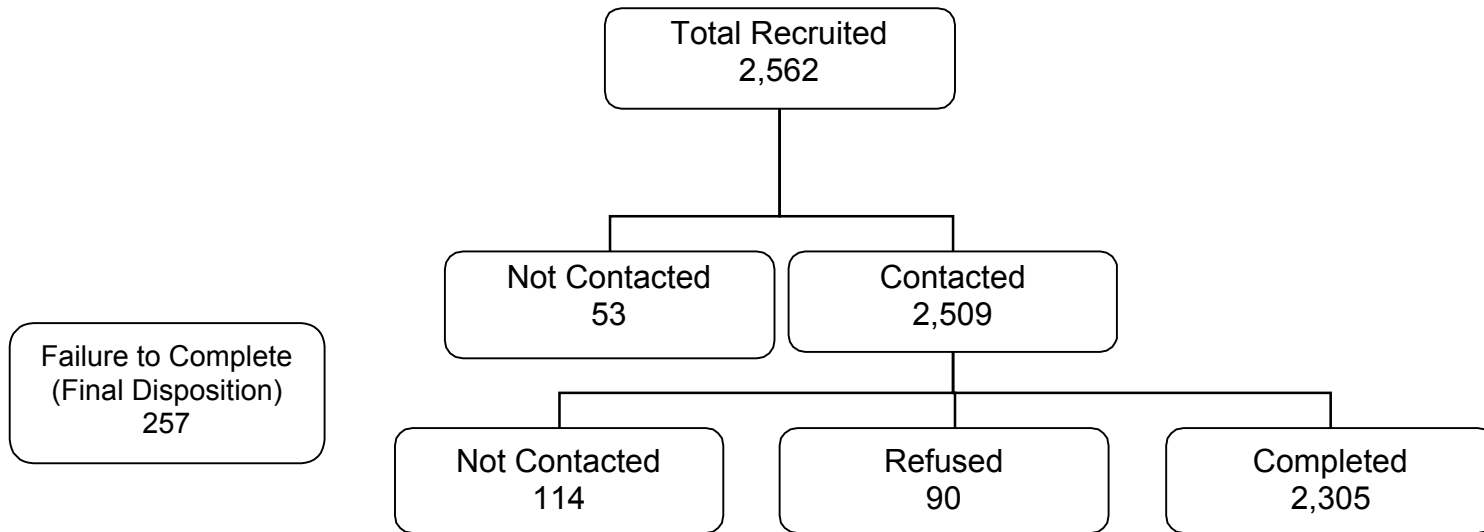 Total Recruited
2,562
Not Contacted
53
Contacted
2,509
Failure to Complete
(Final Disposition)
257
Not Contacted
114
Refused
90
Completed
2,305